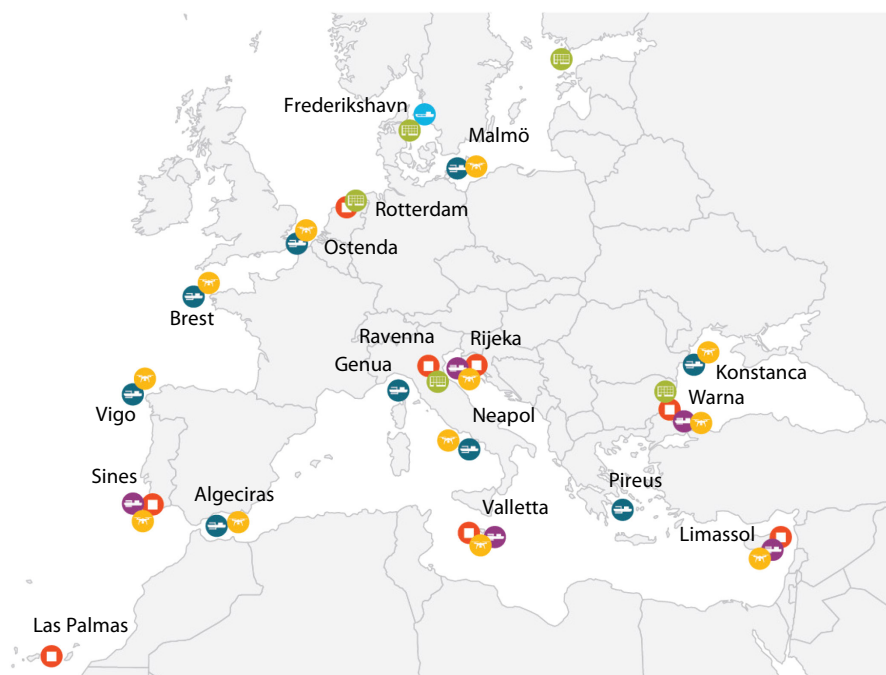 Frederikshavn
Malmö
Rotterdam
Ostenda
Brest
Ravenna
Rijeka
Genua
Konstanca
Warna
Vigo
Neapol
Sines
Algeciras
Pireus
Valletta
Limassol
Las Palmas